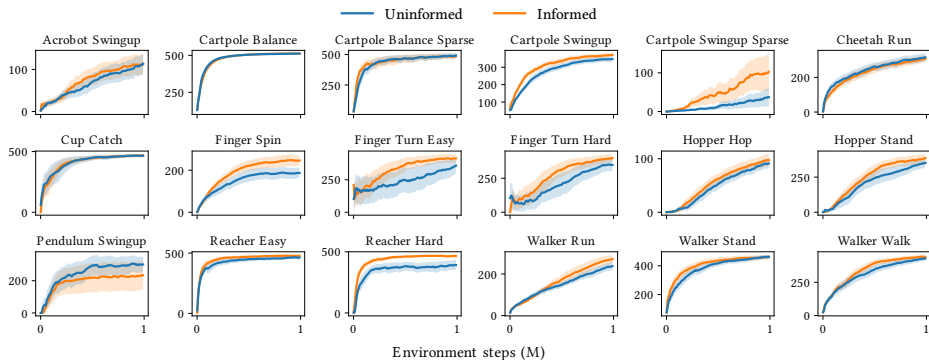 Uninformed Informed
Acrobot Swingup Cartpole Balance Cartpole Balance Sparse Cartpole Swingup Cartpole Swingup Sparse Cheetah Run
100 0
500 250
500 250
300 200 100
100 0
200 0
Cup Catch Finger Spin Finger Turn Easy Finger Turn Hard Hopper Hop Hopper Stand
500 0
200 0
250 0
250 0
100 0
250 0
Pendulum Swingup Reacher Easy Reacher Hard Walker Run Walker Stand Walker Walk
200 0
500 250 0
500 0
200 0
400 200
250 0
0 1 0 1 0 1 0 1 0 1 0 1
Environment steps (M)